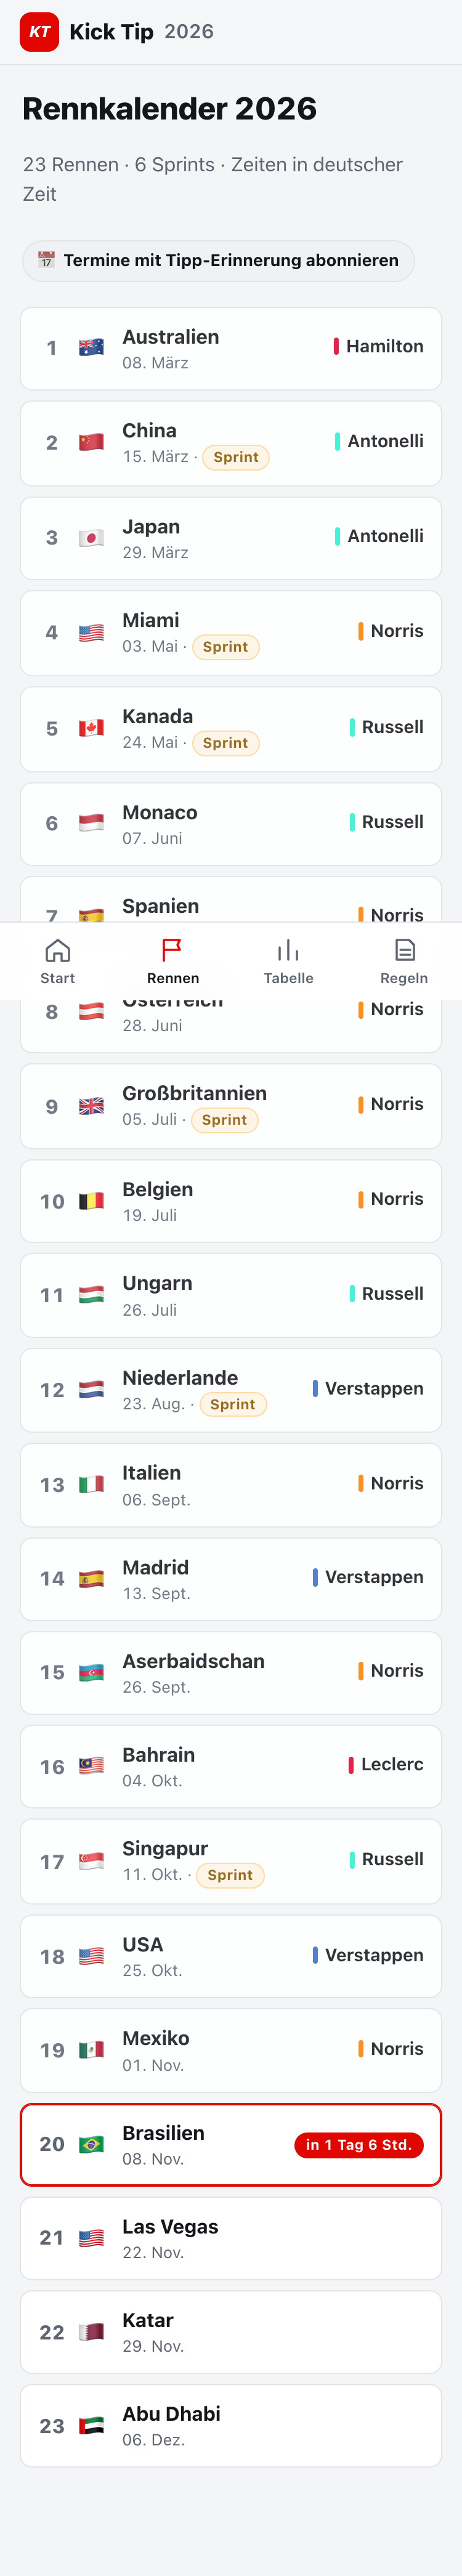 KT Kick Tip 2026
Rennkalender 2026
23 Rennen · 6 Sprints · Zeiten in deutscher
Zeit
Termine mit Tipp-Erinnerung abonnieren
1 Australien Hamilton
08. März
2 China Antonelli
15. März · Sprint
3 Japan Antonelli
29. März
4 Miami Norris
03. Mai · Sprint
5 Kanada Russell
24. Mai · Sprint
6 Monaco Russell
07. Juni
7 Spanien Norris
Start Rennen Tabelle Regeln
8 Österreich Norris
28. Juni
9 Großbritannien Norris
05. Juli · Sprint
10 Belgien Norris
19. Juli
11 Ungarn Russell
26. Juli
12 Niederlande Verstappen
23. Aug. · Sprint
13 Italien Norris
06. Sept.
14 Madrid Verstappen
13. Sept.
15 Aserbaidschan Norris
26. Sept.
16 Bahrain Leclerc
04. Okt.
17 Singapur Russell
11. Okt. · Sprint
18 USA Verstappen
25. Okt.
19 Mexiko Norris
01. Nov.
20 Brasilien in 1 Tag 6 Std.
08. Nov.
21 Las Vegas
22. Nov.
22 Katar
29. Nov.
23 Abu Dhabi
06. Dez.